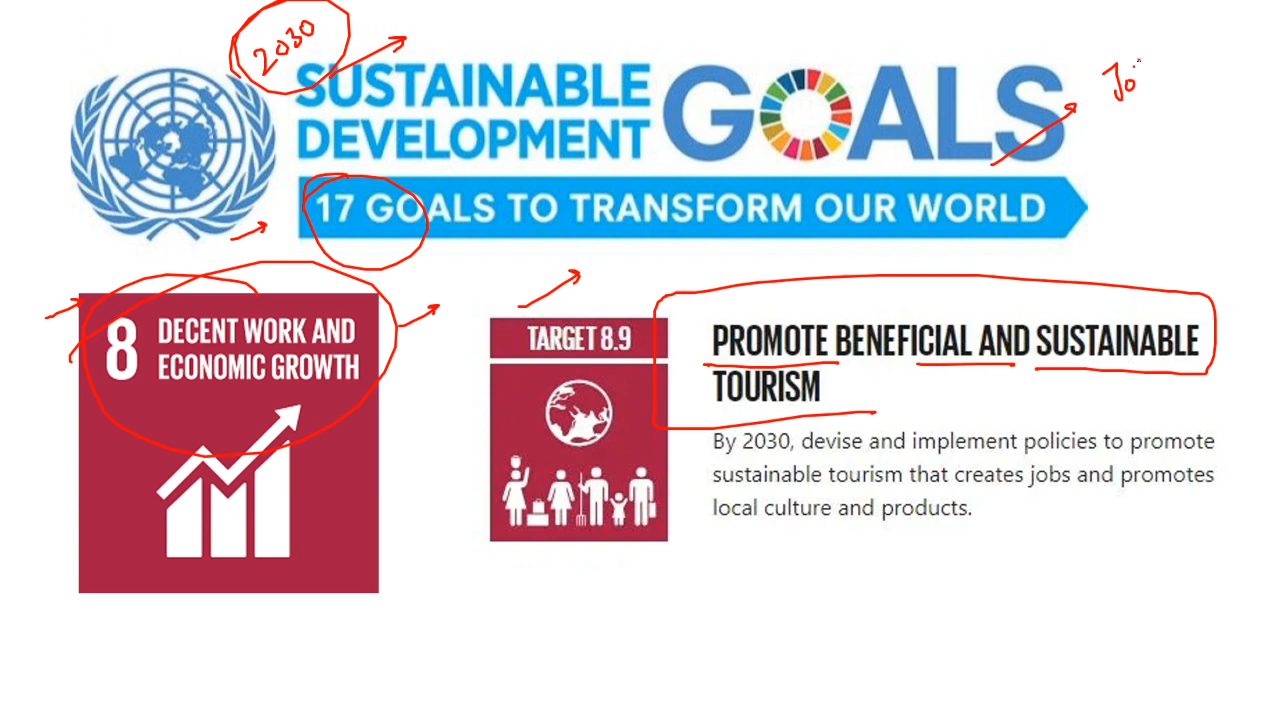 2030
SUSTAINABLE
DEVELOPMENT
GOALS
17 GOALS TO TRANSFORM OUR WORLD
8
DECENT WORK AND
ECONOMIC GROWTH
TARGET 8.9
PROMOTE BENEFICIAL AND SUSTAINABLE
TOURISM
By 2030, devise and implement policies to promote
sustainable tourism that creates jobs and promotes
local culture and products.